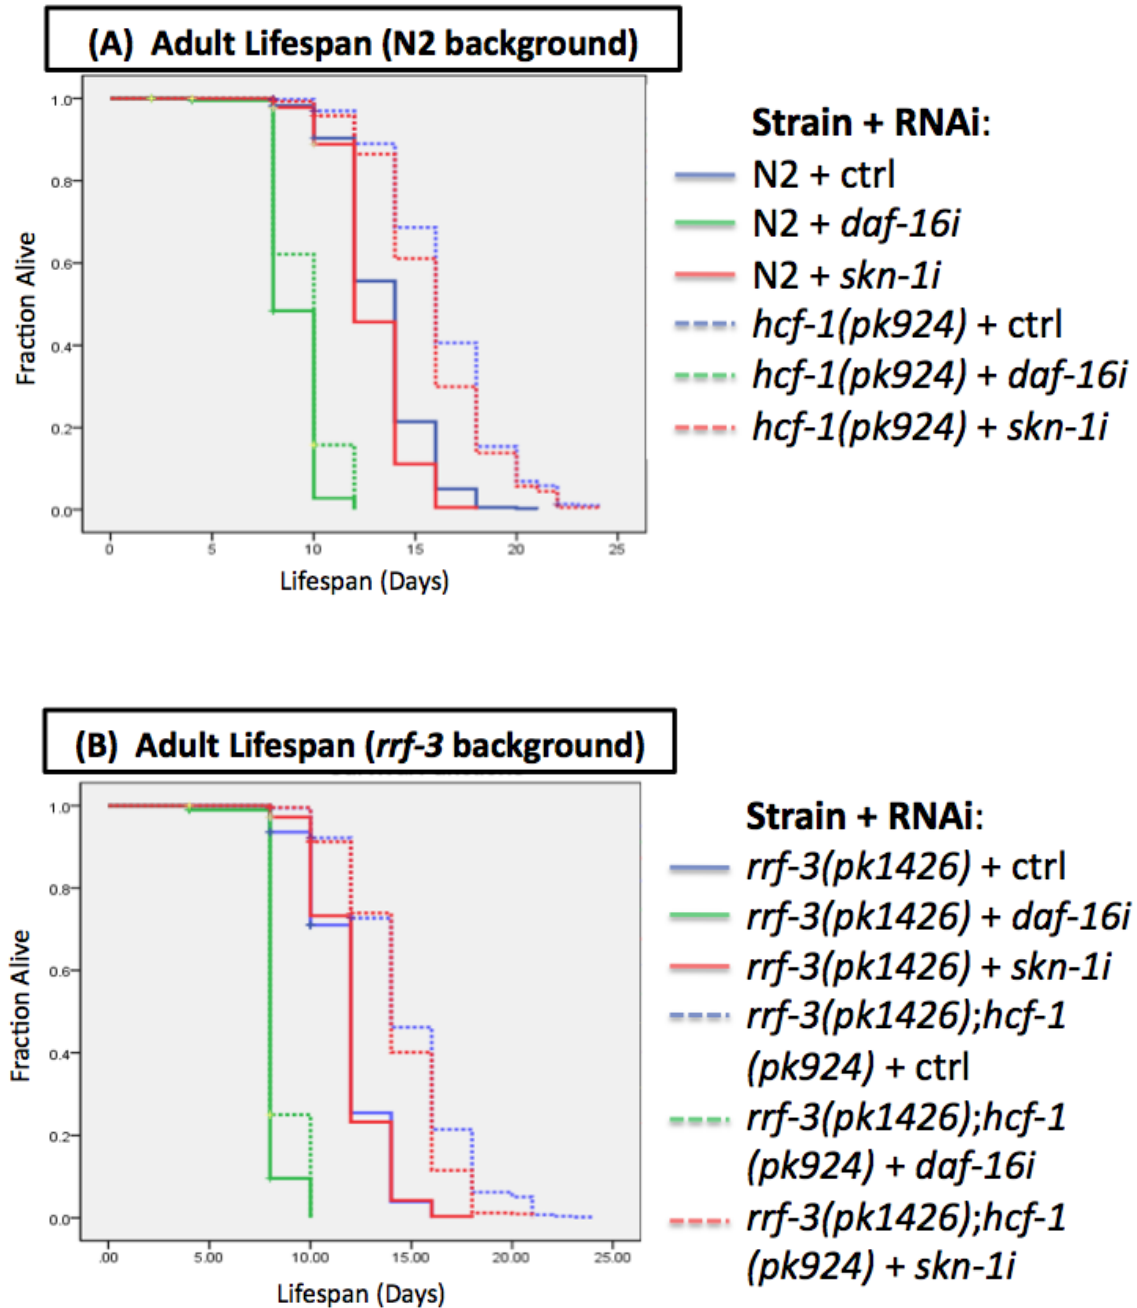 (A) Adult Lifespan (N2 background)
1.0
0.8
0.6
0.4
0.2
0.0
Fraction Alive
0 5 10 15 20 25
Lifespan (Days)
Strain + RNAi:
N2 + ctrl
N2 + daf-16i
N2 + skn-1i
hcf-1(pk924) + ctrl
hcf-1(pk924) + daf-16i
hcf-1(pk924) + skn-1i
(B) Adult Lifespan (rrf-3 background)
1.0
0.8
0.6
0.4
0.2
0.0
Fraction Alive
.00 5.00 10.00 15.00 20.00 25.00
Lifespan (Days)
Strain + RNAi:
rrf-3(pk1426) + ctrl
rrf-3(pk1426) + daf-16i
rrf-3(pk1426) + skn-1i
rrf-3(pk1426);hcf-1
(pk924) + ctrl
rrf-3(pk1426);hcf-1
(pk924) + daf-16i
rrf-3(pk1426);hcf-1
(pk924) + skn-1i